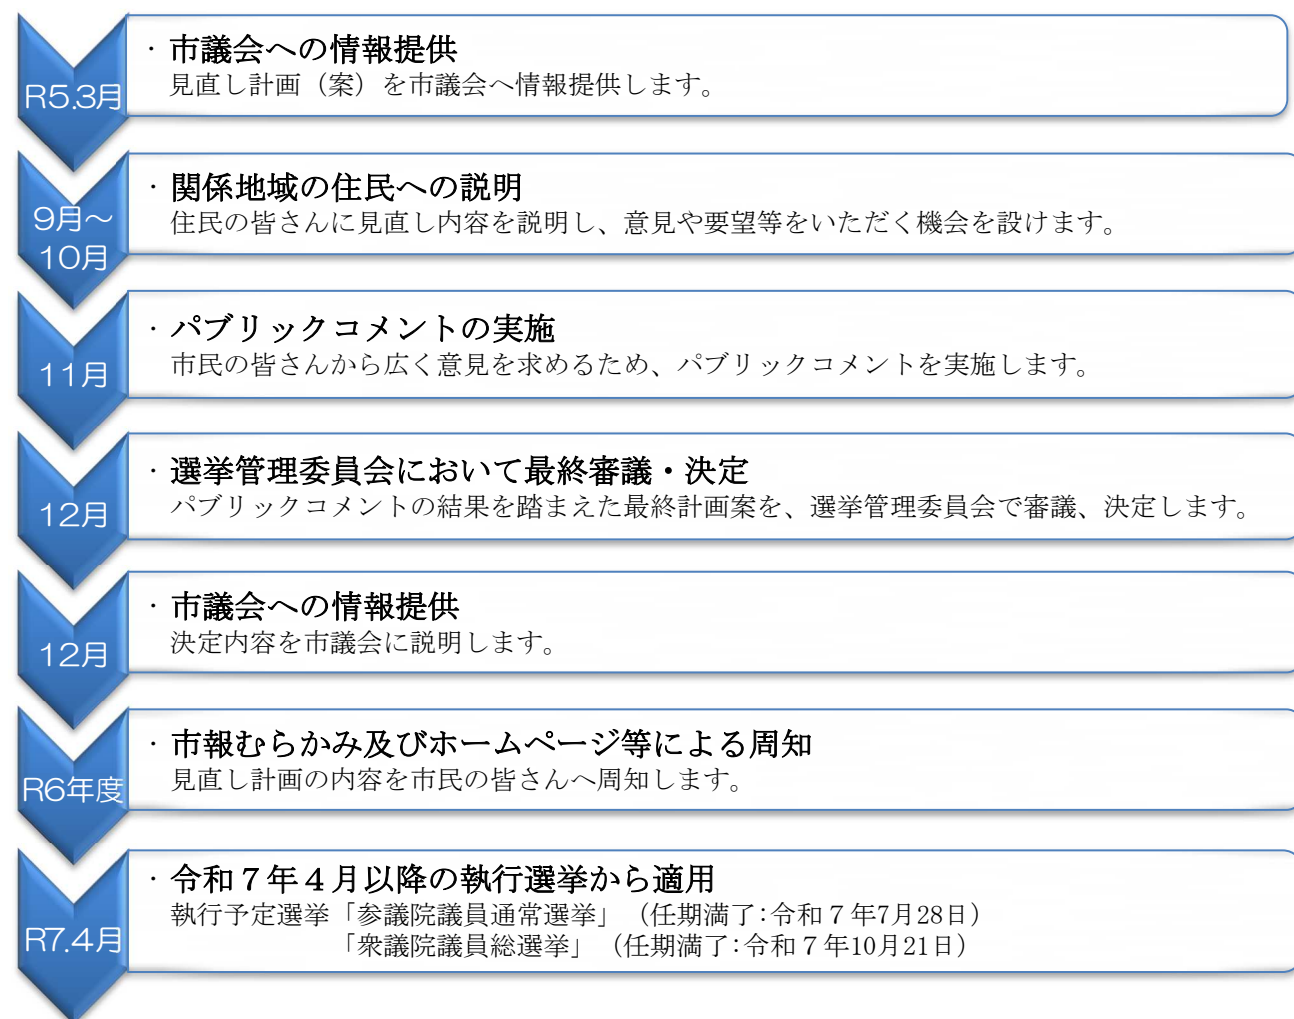 R5.3月
・市議会への情報提供
見直し計画（案）を市議会へ情報提供します。
9月～
10月
・関係地域の住民への説明
住民の皆さんに見直し内容を説明し、意見や要望等をいただく機会を設けます。
11月
・パブリックコメントの実施
市民の皆さんから広く意見を求めるため、パブリックコメントを実施します。
12月
・選挙管理委員会において最終審議・決定
パブリックコメントの結果を踏まえた最終計画案を、選挙管理委員会で審議、決定します。
12月
・市議会への情報提供
決定内容を市議会に説明します。
R6年度
・市報むらかみ及びホームページ等による周知
見直し計画の内容を市民の皆さんへ周知します。
R7.4月
・令和７年４月以降の執行選挙から適用
執行予定選挙「参議院議員通常選挙」（任期満了：令和７年7月28日）
「衆議院議員総選挙」（任期満了：令和７年10月21日）